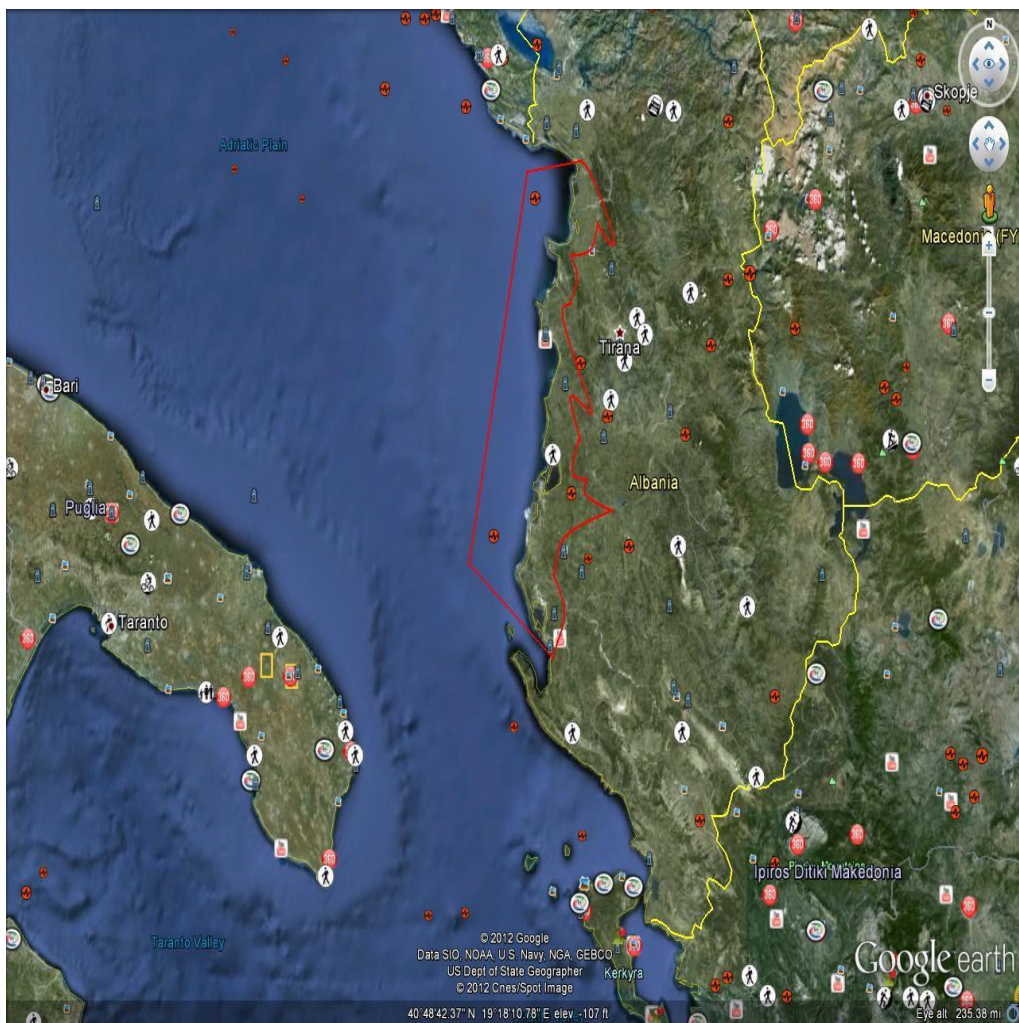 N
Skopje
Adriatic Plain
Macedonia (FY
Tirana
Bari
Albania
Puglia
Taranto
Ipiros Ditiki Makedonia
Taranto Valley
© 2012 Google
Data SIO, NOAA, U.S. Navy, NGA, GEBCO
US Dept of State Geographer
© 2012 Cnes/Spot Image
Kerkyra
Google earth
40°48'42.37" N 19°18'10.78" E elev -107 ft
Eye alt 235.38 mi